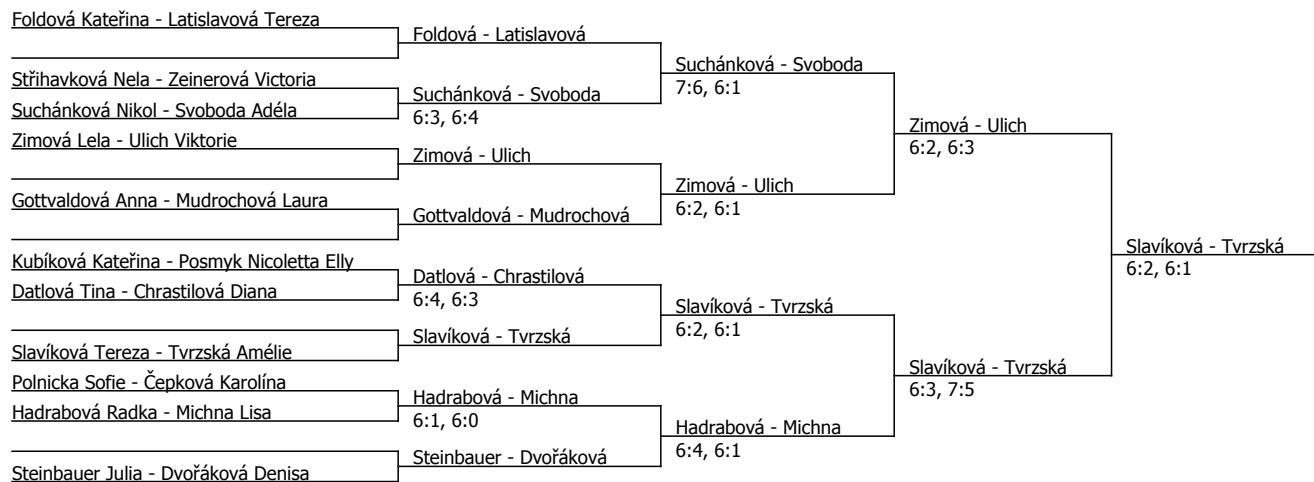 Foldová Kateřina - Latislavová Tereza
Střihavková Nela - Zeinerová Victoria
Suchánková Nikol - Svoboda Adéla
Zimová Lela - Ulich Viktorie
Gottvaldová Anna - Mudrochová Laura
Kubíková Kateřina - Posmyk Nicoletta Elly
Datlová Tina - Chrastilová Diana
Slavíková Tereza - Tvrzská Amélie
Polnicka Sofie - Čepková Karolína
Hadrabová Radka - Michna Lisa
Steinbauer Julia - Dvořáková Denisa
Foldová - Latislavová
Suchánková - Svoboda
6:3, 6:4
Zimová - Ulich
Gottvaldová - Mudrochová
Datlová - Chrastilová
6:4, 6:3
Slavíková - Tvrzská
Hadrabová - Michna
6:1, 6:0
Steinbauer - Dvořáková
Suchánková - Svoboda
7:6, 6:1
Zimová - Ulich
6:2, 6:1
Slavíková - Tvrzská
6:2, 6:1
Hadrabová - Michna
6:4, 6:1
Zimová - Ulich
6:2, 6:3
Slavíková - Tvrzská
6:3, 7:5
Slavíková - Tvrzská
6:2, 6:1